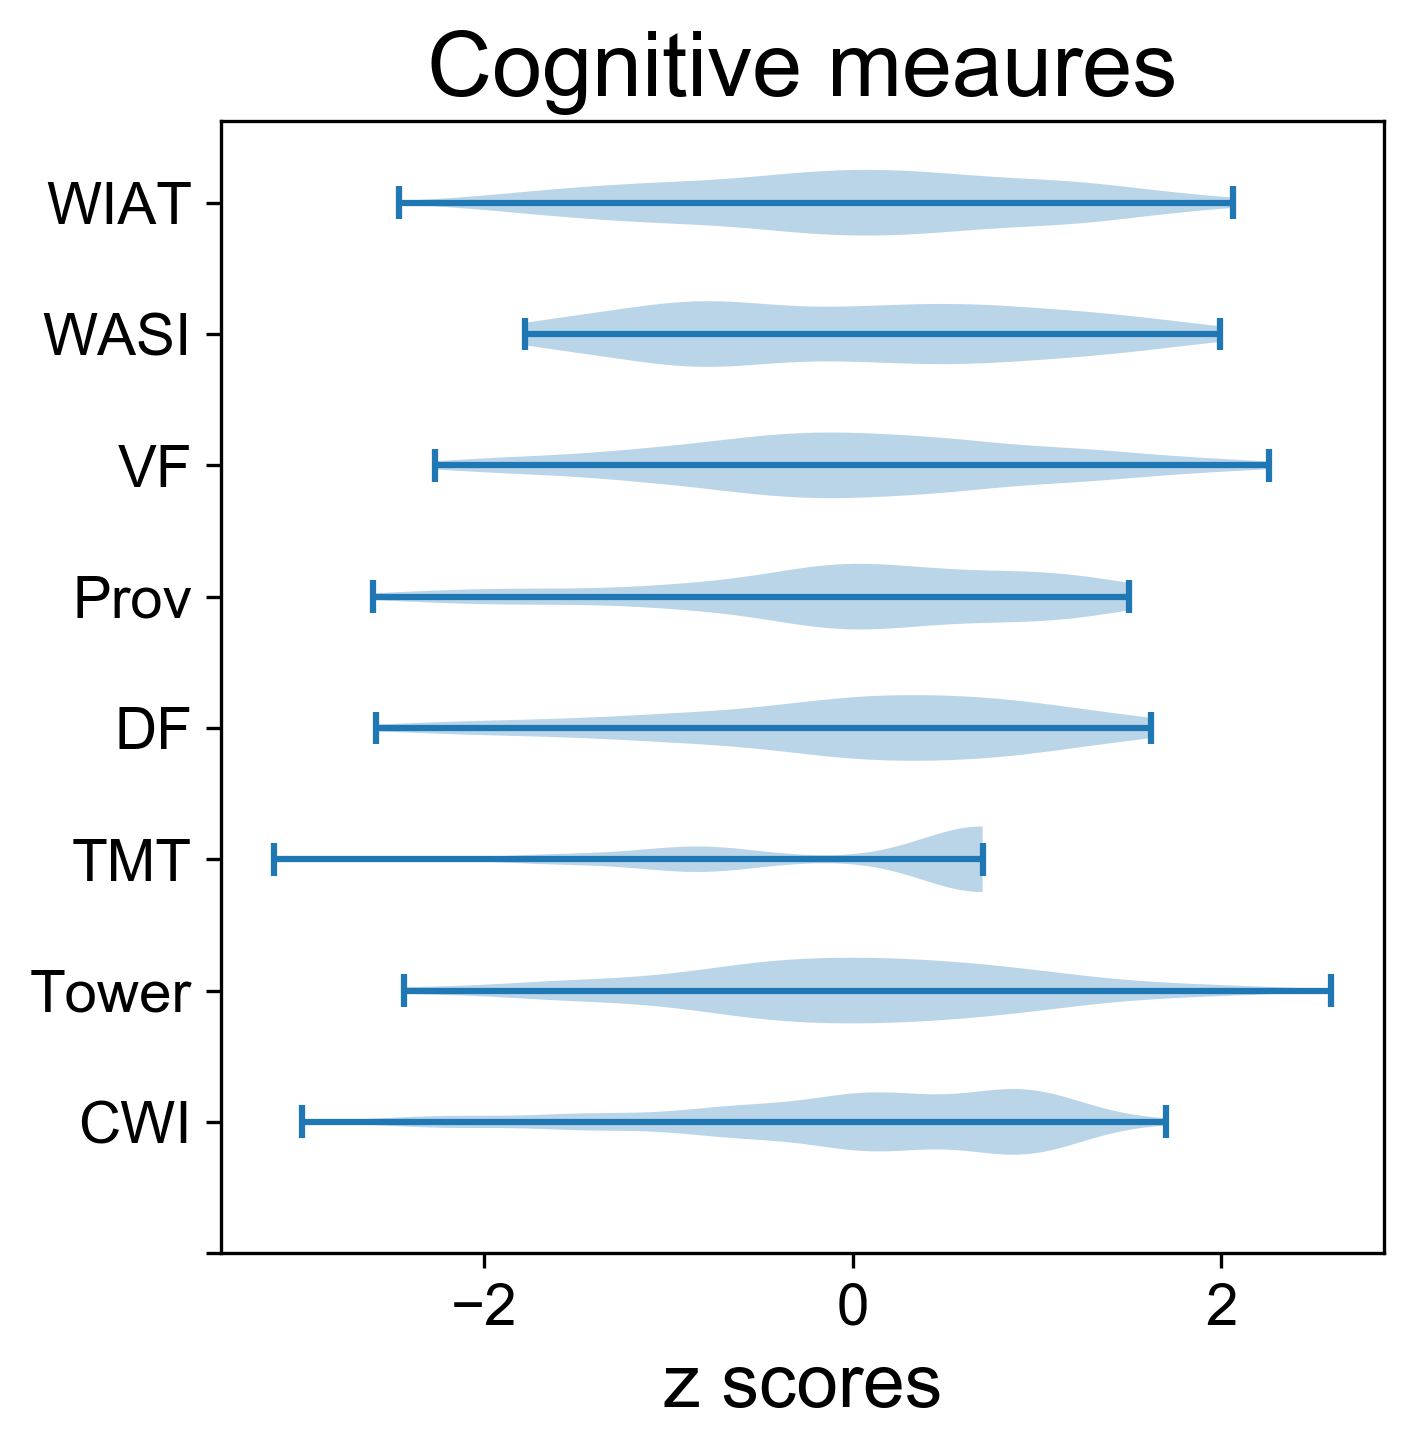 Cognitive meaures
WIAT
WASI
VF
Prov
DF
TMT
Tower
CWI
−2 0 2
z scores